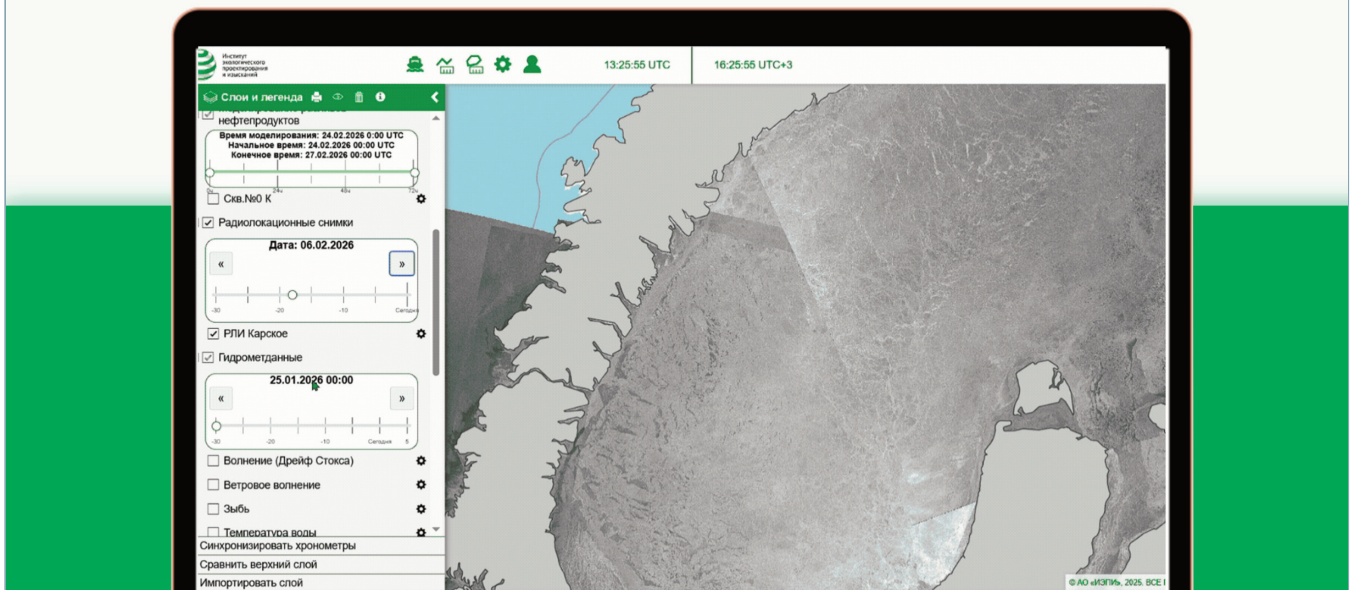 Институт
экологического
проектирования
и изысканий
13:25:55 UTC
16:25:55 UTC+3
Слои и легенда
нефтепродуктов
Время моделирования: 24.02.2026 0:00 UTC
Начальное время: 24.02.2026 00:00 UTC
Конечное время: 27.02.2026 00:00 UTC
0ч 24ч 48ч 72ч
Скв.№0 К
Радиолокационные снимки
Дата: 06.02.2026
« »
-30 -20 -10 Сегодня
РЛИ Карское
Гидрометданные
25.01.2026 00:00
« »
-30 -20 -10 Сегодня 5
Волнение (Дрейф Стокса)
Ветровое волнение
Зыбь
Температура воды
Синхронизировать хронометры
Сравнить верхний слой
Импортировать слой
© АО «ИЭПИ», 2025. ВСЕ